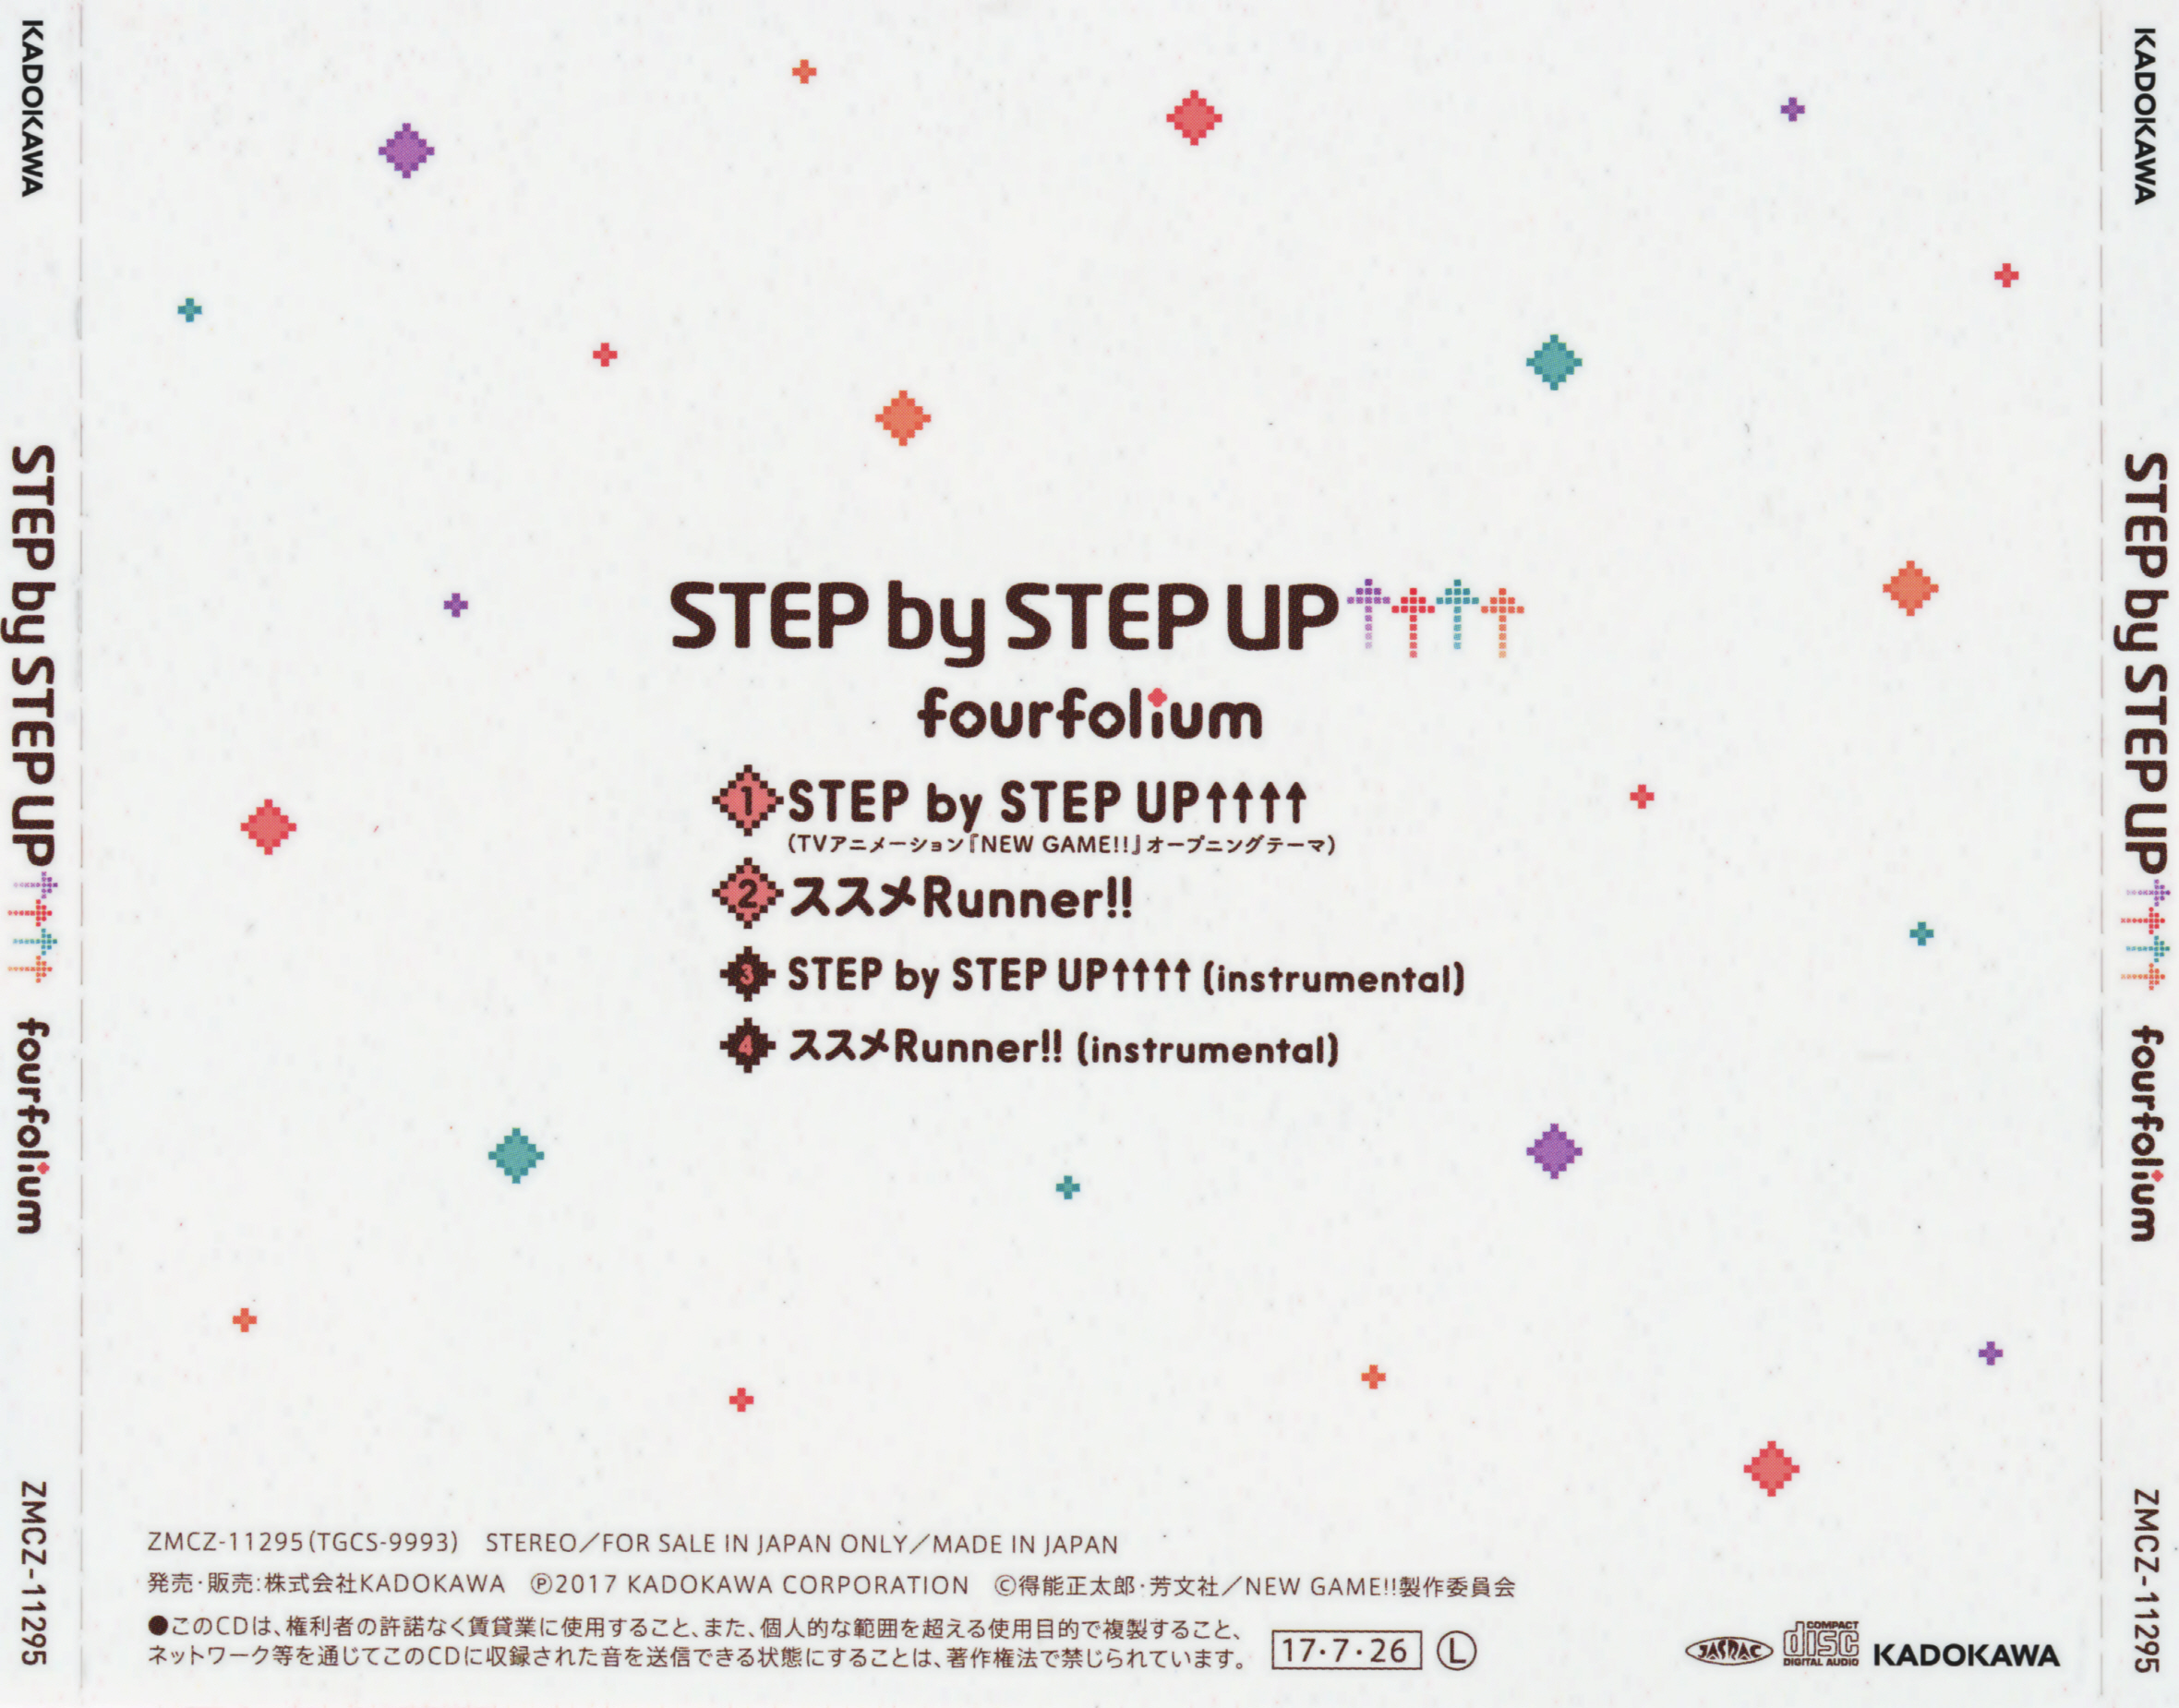 KADOKAWA
STEP by STEP UP↑↑↑↑
fourfolium
ZMCZ-11295
STEP by STEP UP↑↑↑↑
fourfolium
1 STEP by STEP UP↑↑↑↑
（TVアニメーション『NEW GAME!!』オープニングテーマ）
2 ススメRunner!!
3 STEP by STEP UP↑↑↑↑ (instrumental)
4 ススメRunner!! (instrumental)
ZMCZ-11295(TGCS-9993) STEREO／FOR SALE IN JAPAN ONLY／MADE IN JAPAN
発売・販売:株式会社KADOKAWA Ⓟ2017 KADOKAWA CORPORATION Ⓒ得能正太郎・芳文社／NEW GAME!!製作委員会
●このCDは、権利者の許諾なく賃貸業に使用すること、また、個人的な範囲を超える使用目的で複製すること、
ネットワーク等を通じてこのCDに収録された音を送信できる状態にすることは、著作権法で禁じられています。
17・7・26 Ⓛ
JASRAC
COMPACT disc DIGITAL AUDIO
KADOKAWA
KADOKAWA
STEP by STEP UP↑↑↑↑
fourfolium
ZMCZ-11295